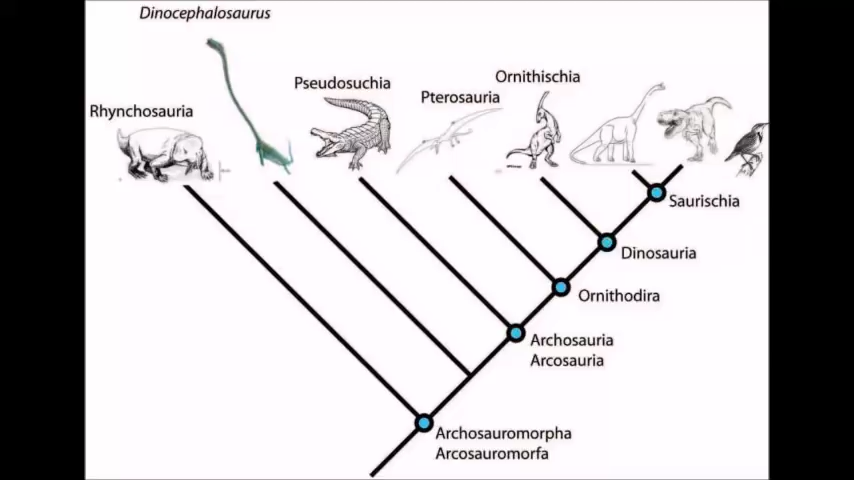 Dinocephalosaurus
Rhynchosauria
Pseudosuchia
Pterosauria
Ornithischia
Saurischia
Dinosauria
Ornithodira
Archosauria
Arcosauria
Archosauromorpha
Arcosauromorfa